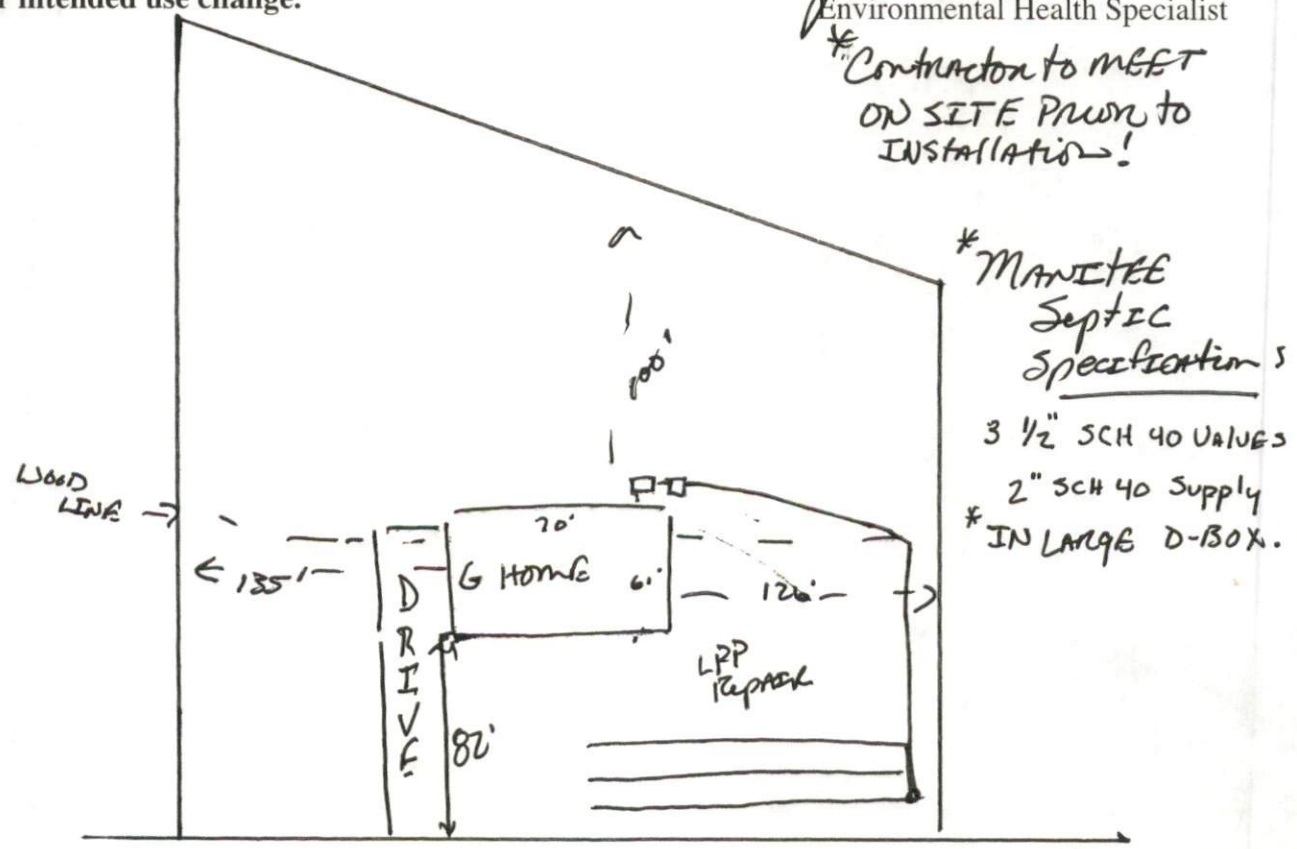 r intended use change.
Environmental Health Specialist
* Contractor to MEET
ON SITE PRIOR to
INSTALLATION!
* MANITEE
SEPTIC
Specifications
3 1/2" SCH 40 VALVES
2" SCH 40 Supply
* IN LARGE D-BOX.
100'
WOOD
LINE
70'
135'
G HOME
61'
126'
DRIVE
LPP
REPAIR
82'